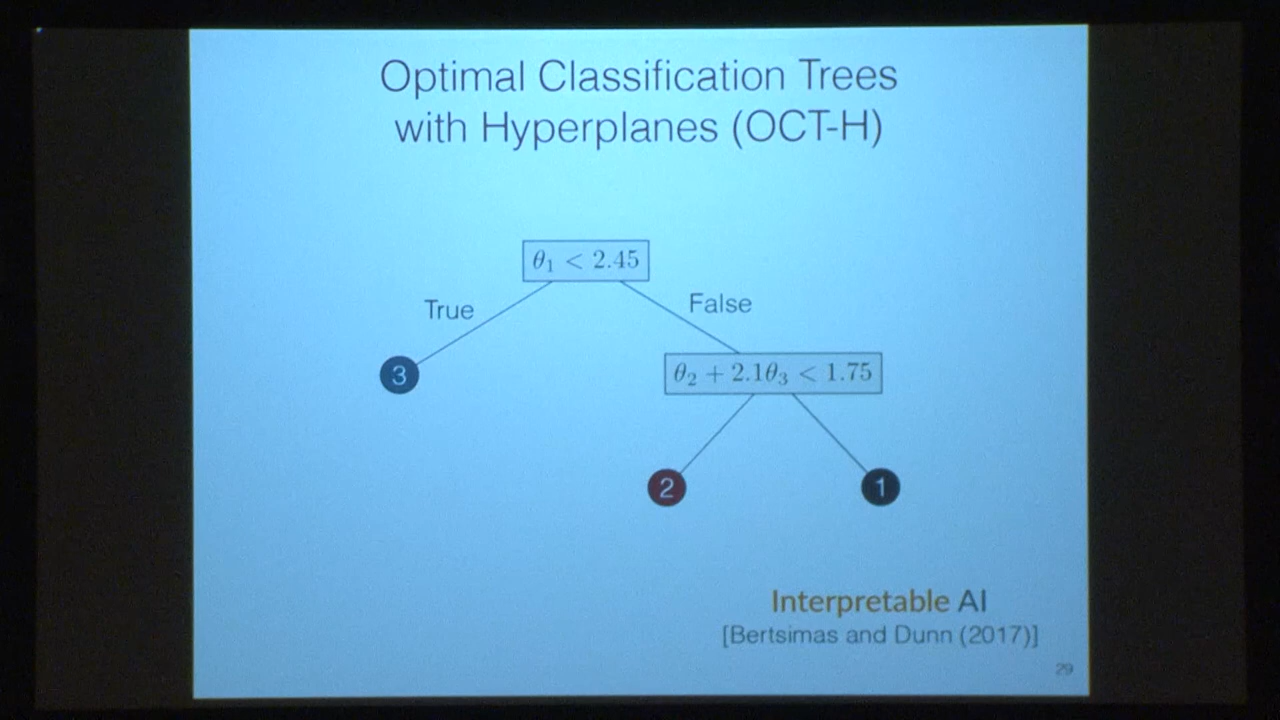 Optimal Classification Trees
with Hyperplanes (OCT-H)
θ₁ < 2.45
True
False
3
θ₂ + 2.1θ₃ < 1.75
2
1
Interpretable AI
[Bertsimas and Dunn (2017)]
29